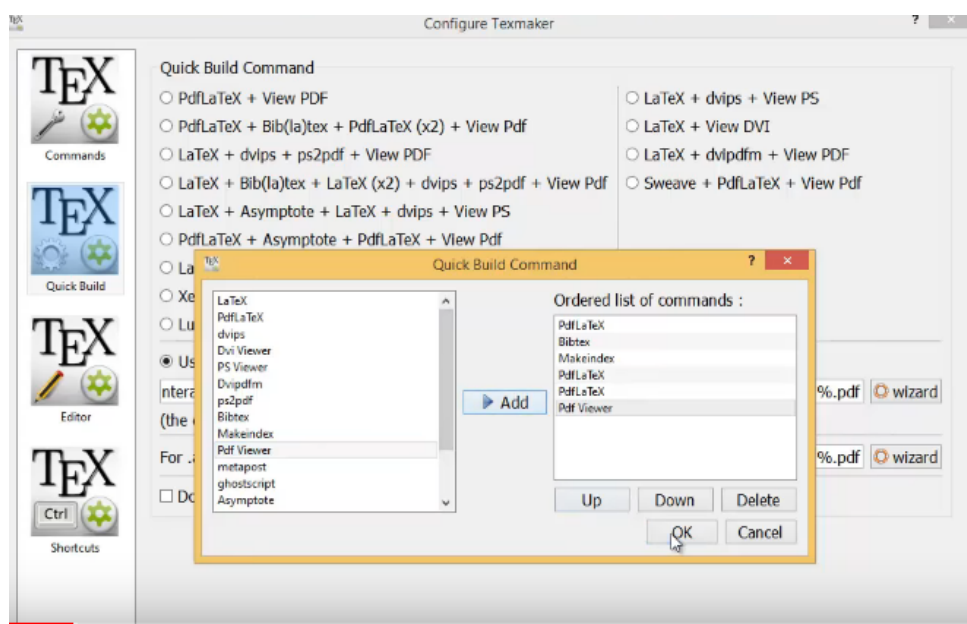 TEX
Configure Texmaker
?
x
TEX
Commands
TEX
Quick Build
TEX
Editor
TEX
Ctrl
Shortcuts
Quick Build Command
PdfLaTeX + View PDF
LaTeX + dvips + View PS
PdfLaTeX + Bib(la)tex + PdfLaTeX (x2) + View Pdf
LaTeX + View DVI
LaTeX + dvips + ps2pdf + View PDF
LaTeX + dvipdfm + View PDF
LaTeX + Bib(la)tex + LaTeX (x2) + dvips + ps2pdf + View Pdf
Sweave + PdfLaTeX + View Pdf
LaTeX + Asymptote + LaTeX + dvips + View PS
PdfLaTeX + Asymptote + PdfLaTeX + View Pdf
La
Xe
Lu
Us
ntera
%.pdf
wizard
(the
For .a
%.pdf
wizard
Do
TEX
Quick Build Command
?
x
LaTeX
PdfLaTeX
dvips
Dvi Viewer
PS Viewer
Dvipdfm
ps2pdf
Bibtex
Makeindex
Pdf Viewer
metapost
ghostscript
Asymptote
Add
Ordered list of commands :
PdfLaTeX
Bibtex
Makeindex
PdfLaTeX
PdfLaTeX
Pdf Viewer
Up
Down
Delete
OK
Cancel